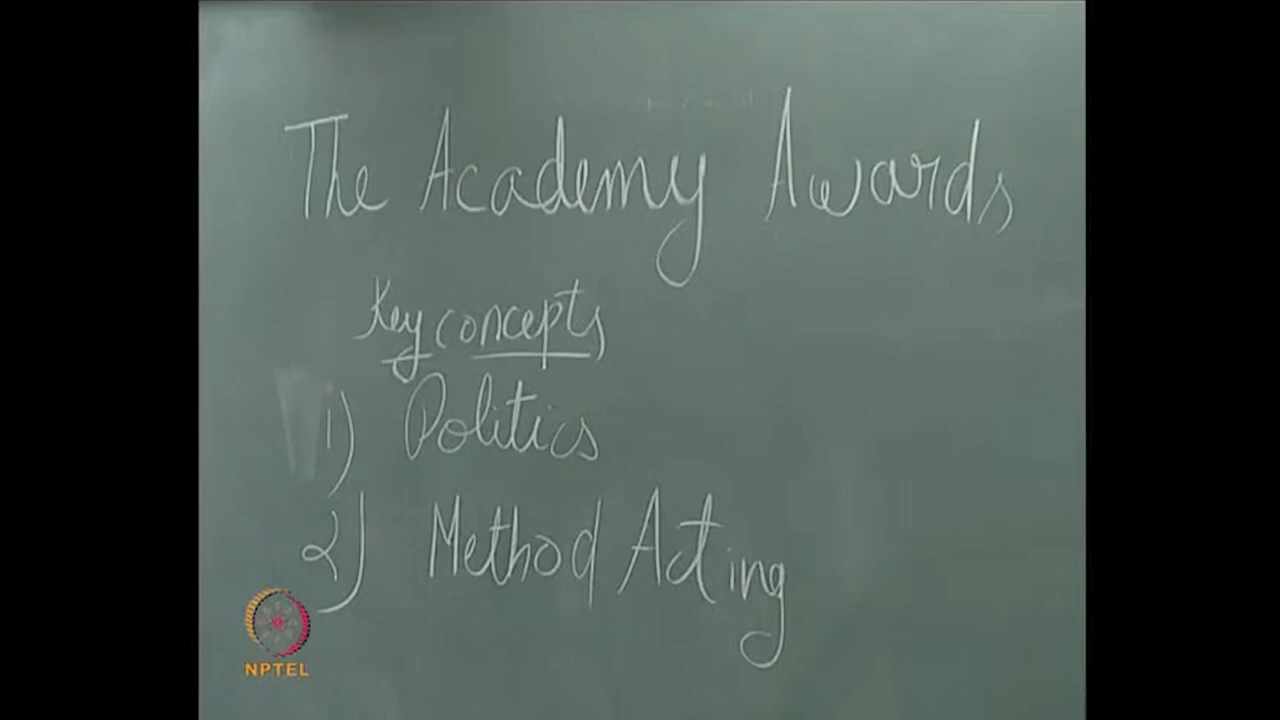 The Academy Awards
Key concepts
1) Politics
2) Method Acting
NPTEL